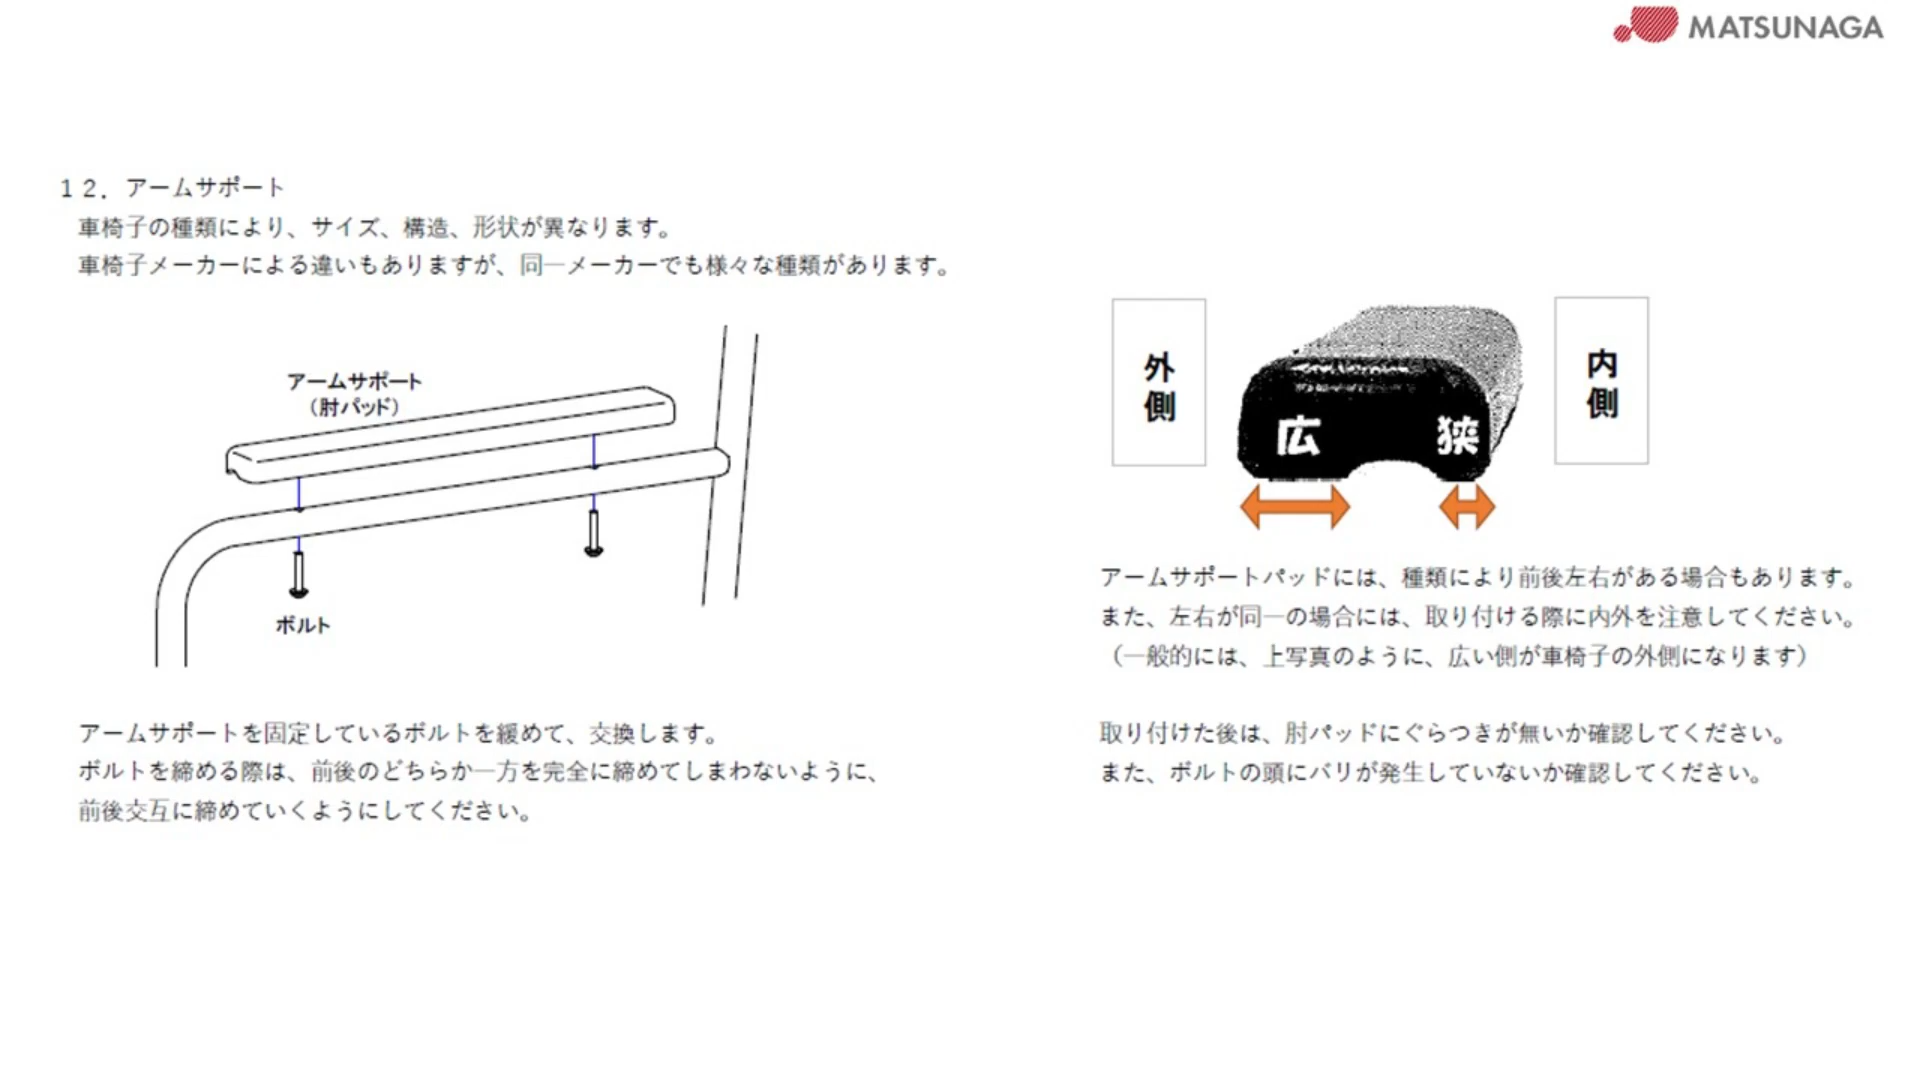 MATSUNAGA
１２．アームサポート
車椅子の種類により、サイズ、構造、形状が異なります。
車椅子メーカーによる違いもありますが、同一メーカーでも様々な種類があります。
アームサポート
（肘パッド）
ボルト
アームサポートを固定しているボルトを緩めて、交換します。
ボルトを締める際は、前後のどちらか一方を完全に締めてしまわないように、
前後交互に締めていくようにしてください。
外側
内側
広
狭
アームサポートパッドには、種類により前後左右がある場合もあります。
また、左右が同一の場合には、取り付ける際に内外を注意してください。
（一般的には、上写真のように、広い側が車椅子の外側になります）
取り付けた後は、肘パッドにぐらつきが無いか確認してください。
また、ボルトの頭にバリが発生していないか確認してください。